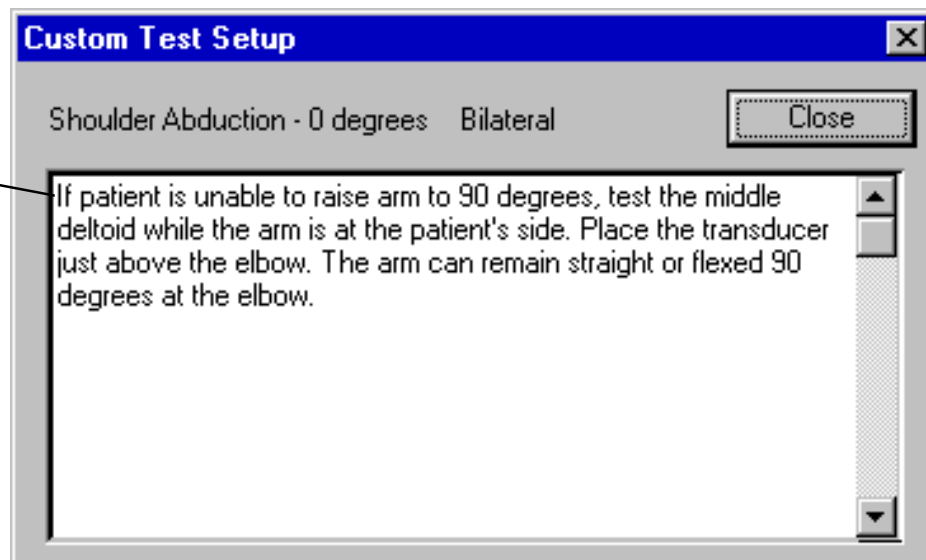 Custom Test Setup
Shoulder Abduction - 0 degrees Bilateral Close
If patient is unable to raise arm to 90 degrees, test the middle
deltoid while the arm is at the patient's side. Place the transducer
just above the elbow. The arm can remain straight or flexed 90
degrees at the elbow.